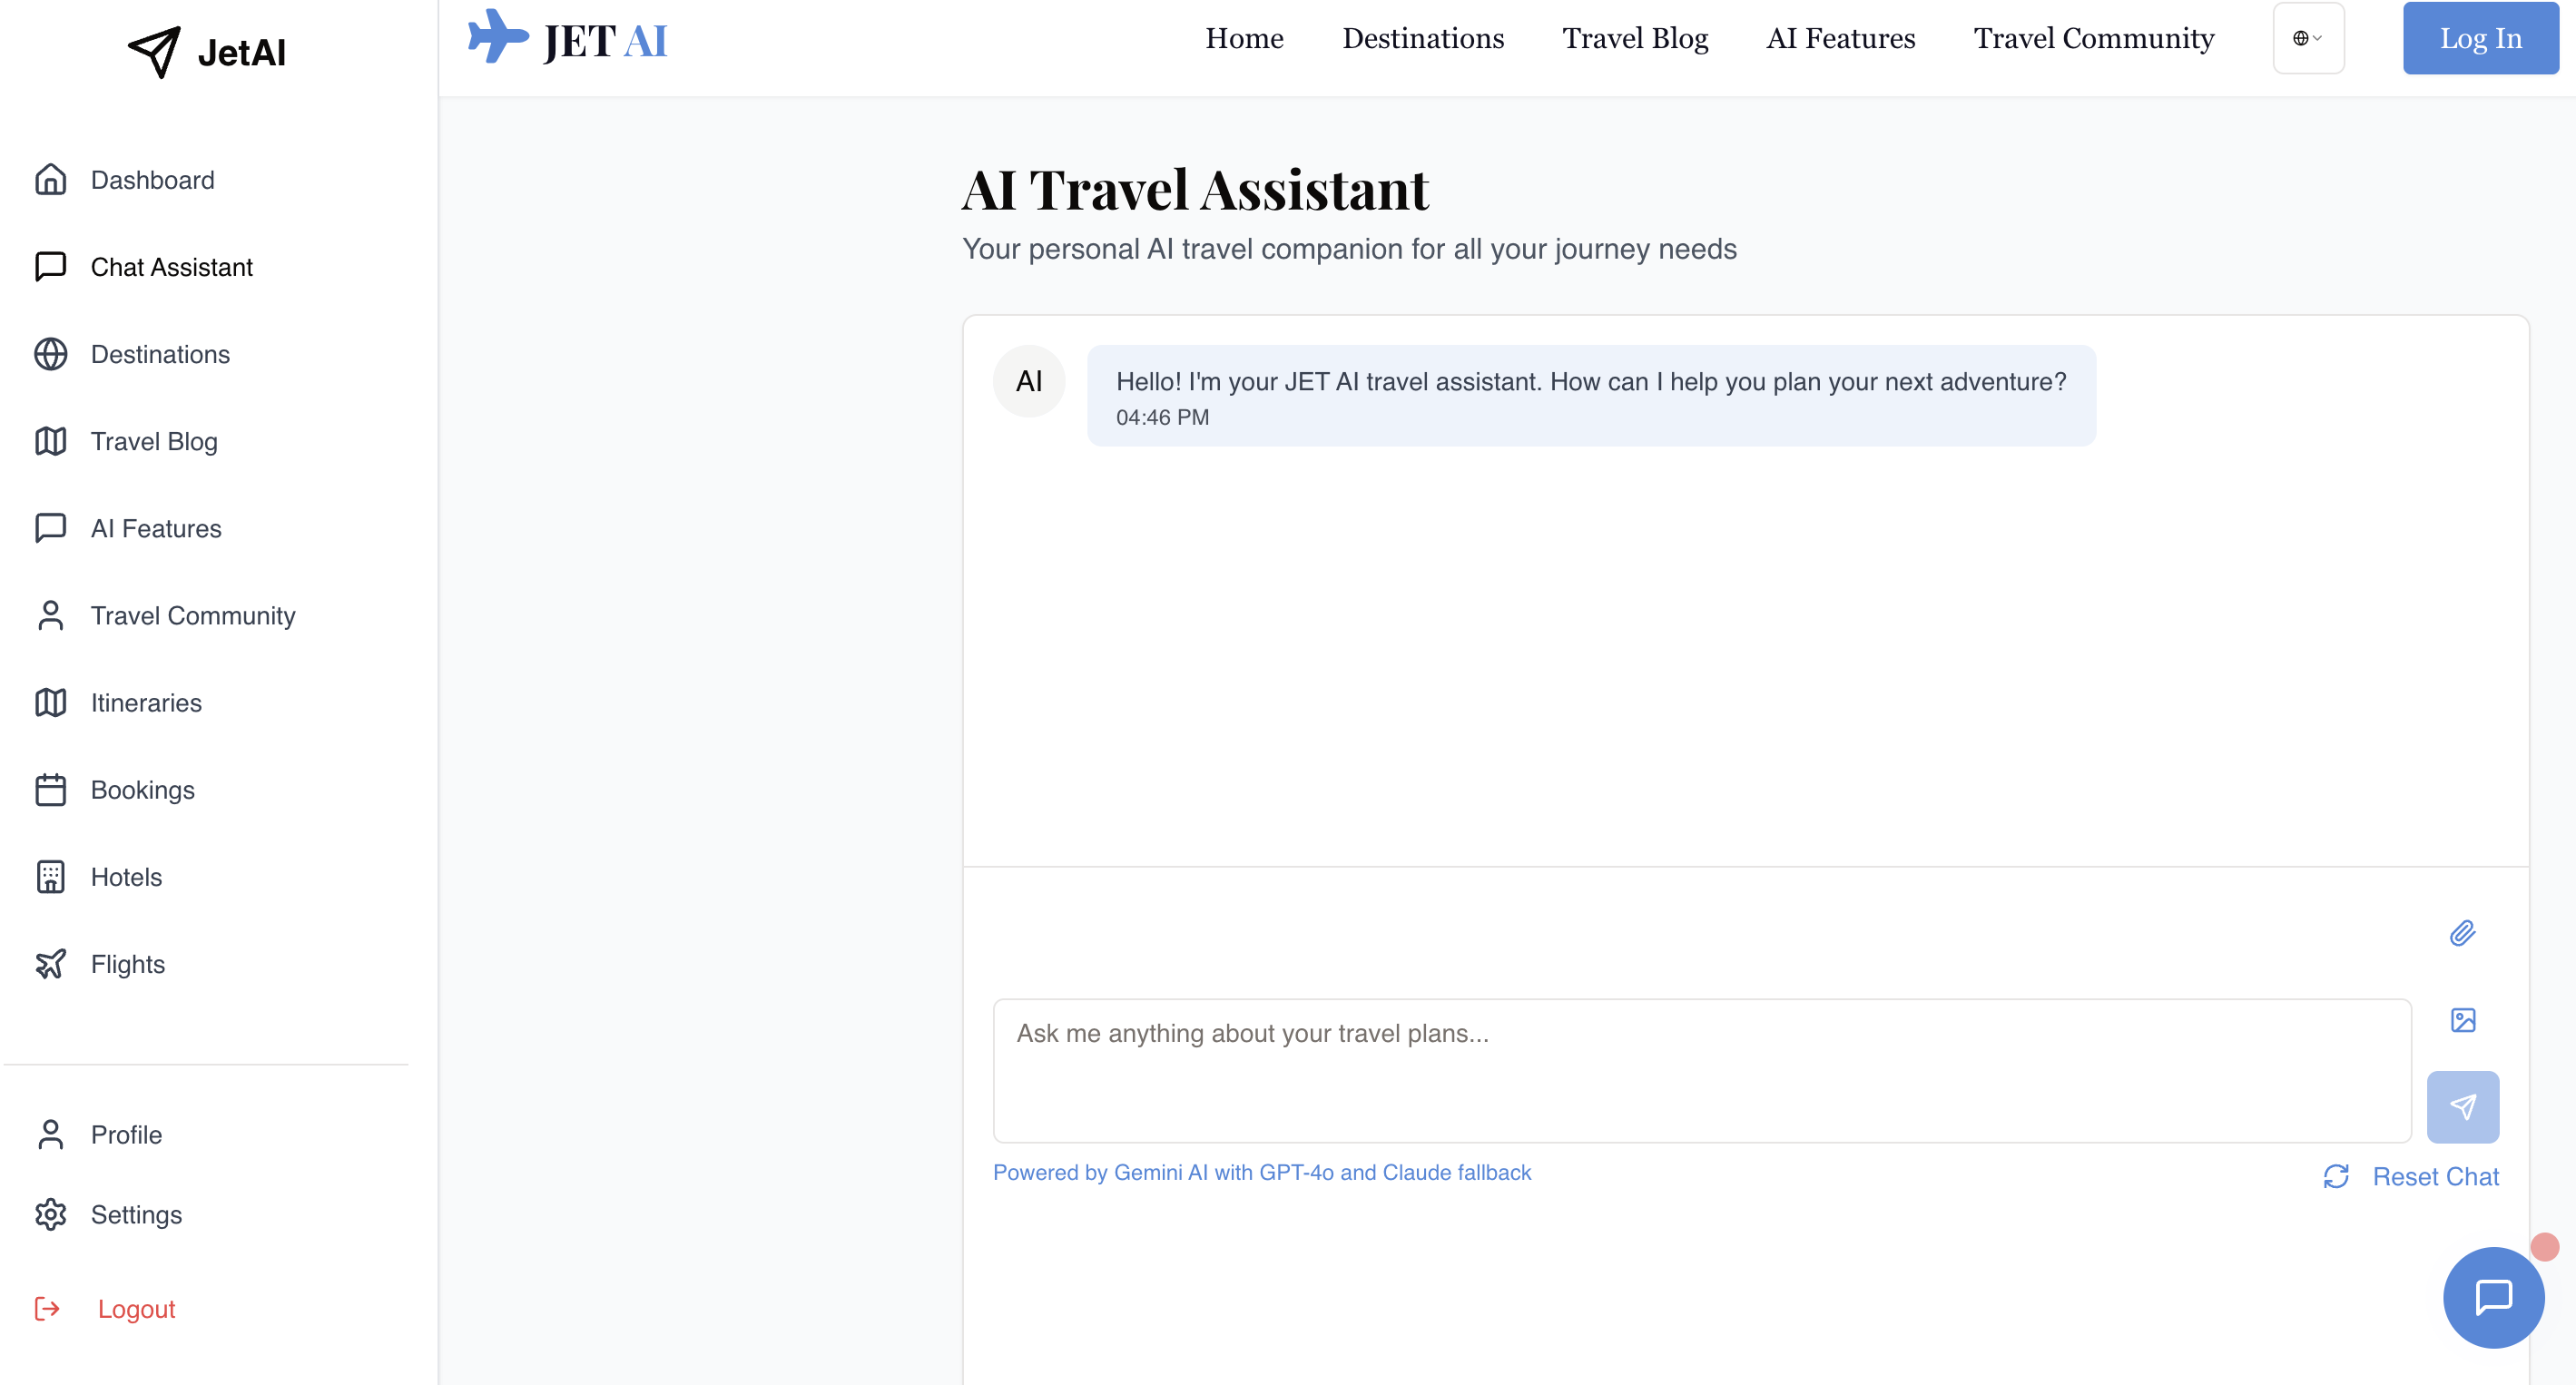 JetAI
Dashboard
Chat Assistant
Destinations
Travel Blog
AI Features
Travel Community
Itineraries
Bookings
Hotels
Flights
Profile
Settings
Logout
JET AI
Home
Destinations
Travel Blog
AI Features
Travel Community
Log In
AI Travel Assistant
Your personal AI travel companion for all your journey needs
AI
Hello! I'm your JET AI travel assistant. How can I help you plan your next adventure?
04:46 PM
Ask me anything about your travel plans...
Powered by Gemini AI with GPT-4o and Claude fallback
Reset Chat